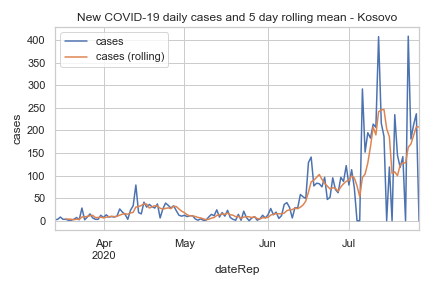 New COVID-19 daily cases and 5 day rolling mean - Kosovo
cases
cases (rolling)
400
350
300
250
200
150
100
50
0
cases
Apr
2020
May
Jun
Jul
dateRep